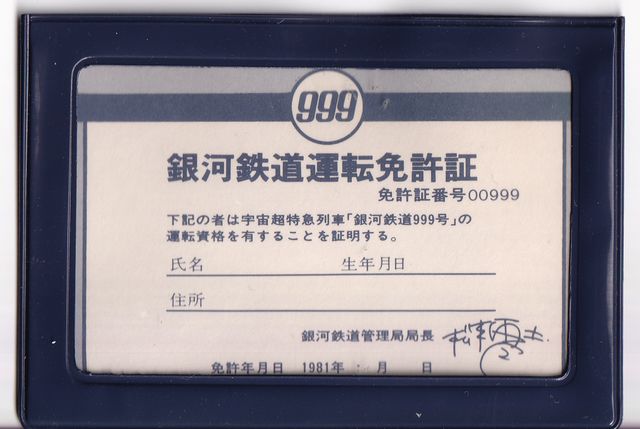 999
銀河鉄道運転免許証
免許証番号00999
下記の者は宇宙超特急列車「銀河鉄道999号」の
運転資格を有することを証明する。
氏名 生年月日
住所
銀河鉄道管理局局長 松本零士
免許年月日 1981年 月 日